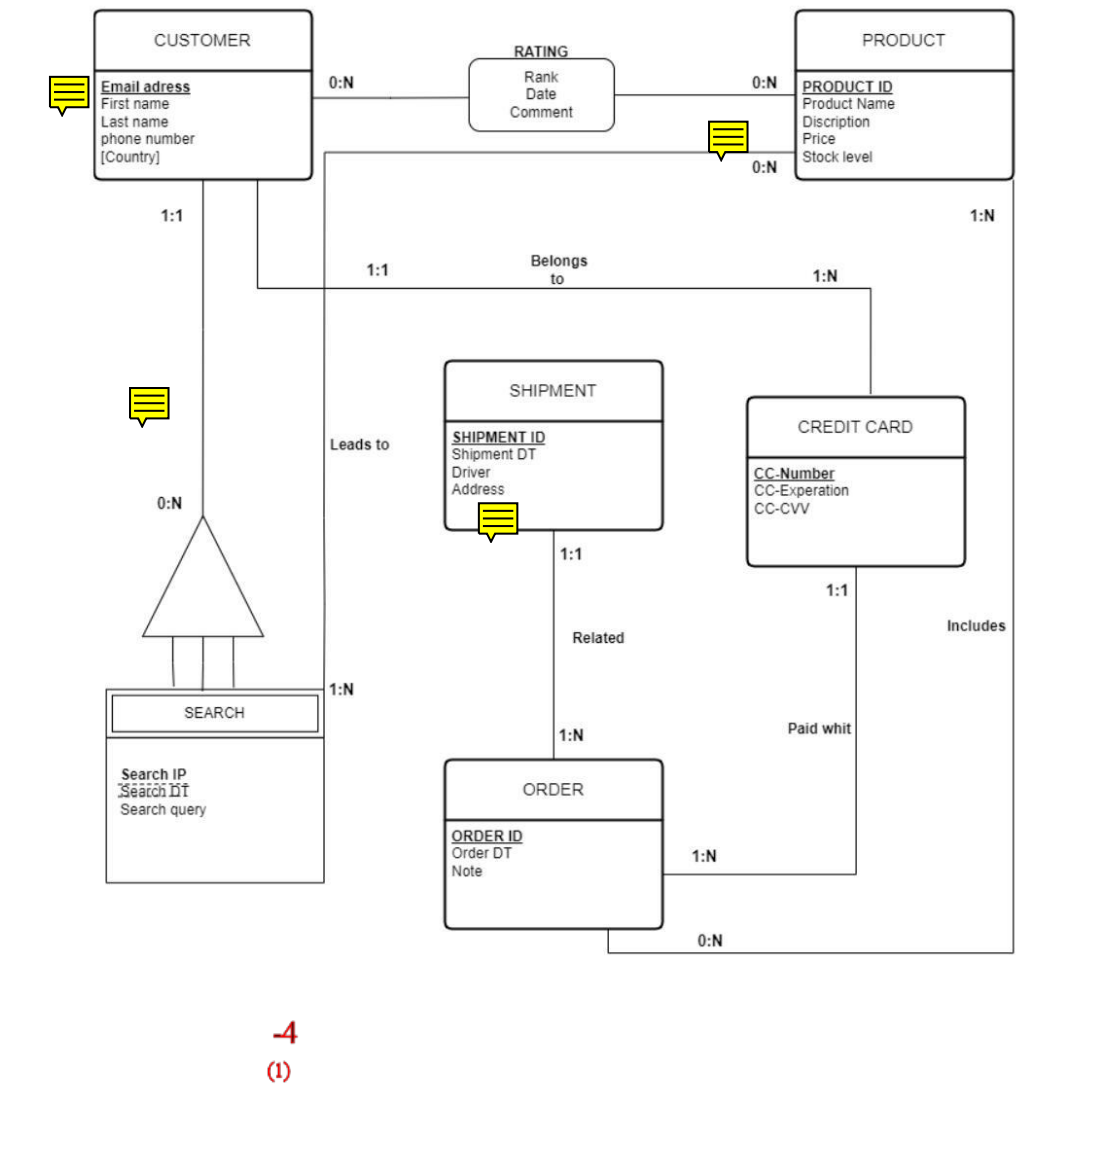 CUSTOMER
Email adress
First name
Last name
phone number
[Country]
0:N
RATING
Rank
Date
Comment
0:N
PRODUCT
PRODUCT ID
Product Name
Discription
Price
Stock level
0:N
1:1
1:N
1:1
Belongs
to
1:N
SHIPMENT
SHIPMENT ID
Shipment DT
Driver
Address
CREDIT CARD
CC-Number
CC-Experation
CC-CVV
Leads to
0:N
1:1
1:1
Related
Includes
1:N
SEARCH
Search IP
Search DT
Search query
1:N
Paid whit
ORDER
ORDER ID
Order DT
Note
1:N
0:N
-4
(1)